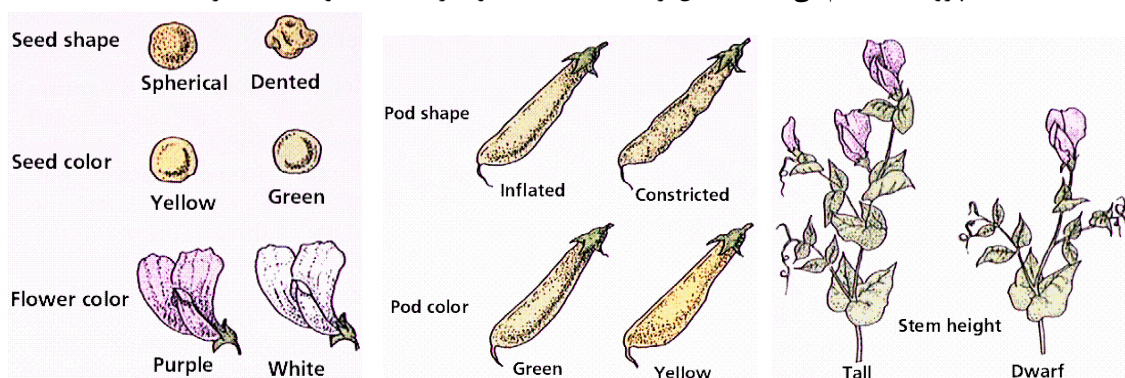 Seed shape
Spherical Dented
Seed color
Yellow Green
Flower color
Purple White
Pod shape
Inflated Constricted
Pod color
Green Yellow
Stem height
Tall Dwarf